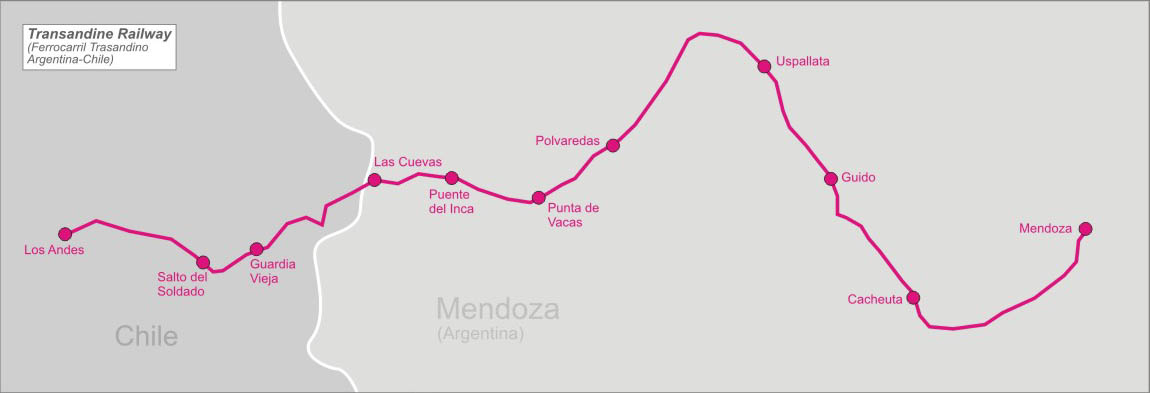 Transandine Railway
(Ferrocarril Trasandino
Argentina-Chile)
Los Andes
Salto del
Soldado
Guardia
Vieja
Las Cuevas
Puente
del Inca
Punta de
Vacas
Polvaredas
Uspallata
Guido
Cacheuta
Mendoza
Chile
Mendoza
(Argentina)